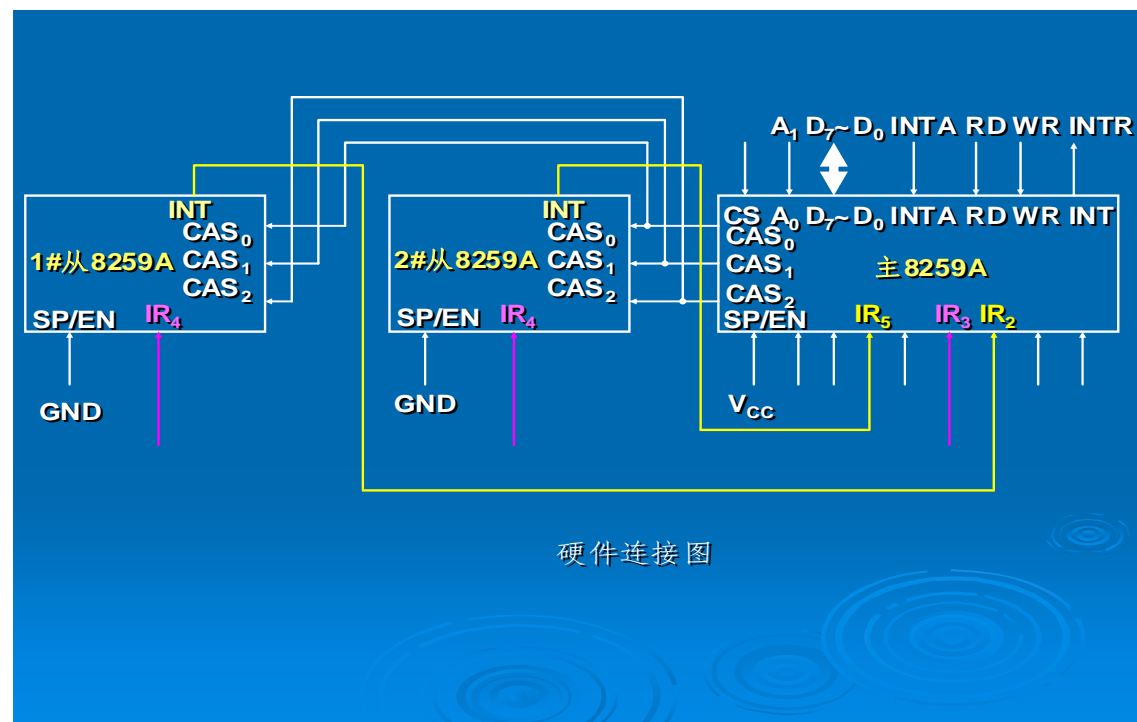 A₁ D₇~ D₀ INTA RD WR INTR
INT
CAS₀
1#从8259A CAS₁
CAS₂
SP/EN IR₄
GND
INT
CAS₀
2#从8259A CAS₁
CAS₂
SP/EN IR₄
GND
CS A₀ D₇~ D₀ INTA RD WR INT
CAS₀
CAS₁ 主8259A
CAS₂
SP/EN IR₅ IR₃ IR₂
V_CC
硬件连接图